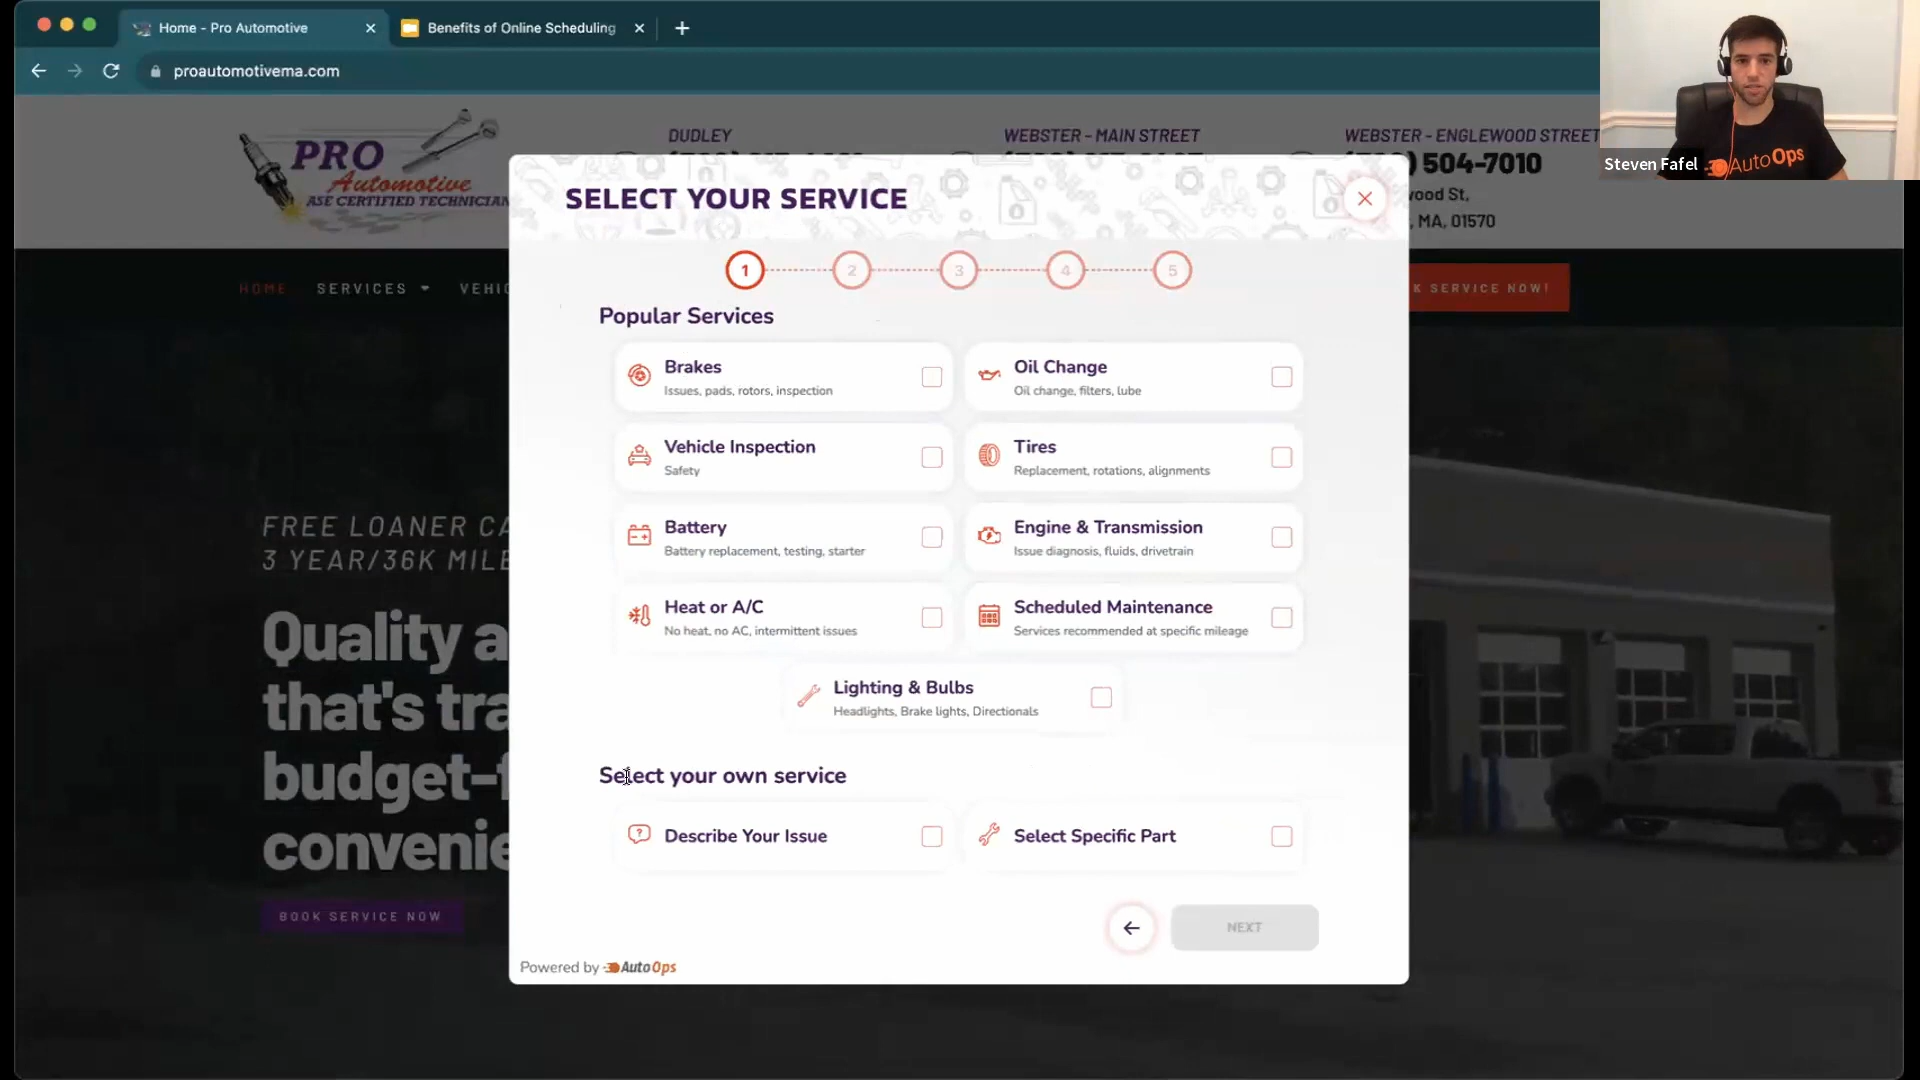 Home - Pro Automotive
Benefits of Online Scheduling
proautomotivema.com
Steven Fafel
AutoOps
PRO
Automotive
ASE CERTIFIED TECHNICIAN
DUDLEY
WEBSTER - MAIN STREET
WEBSTER - ENGLEWOOD STREET
) 504-7010
wood St,
, MA, 01570
HOME
SERVICES
VEHIC
K SERVICE NOW!
FREE LOANER CA
3 YEAR/36K MILE
Quality a
that's tra
budget-f
convenie
BOOK SERVICE NOW
SELECT YOUR SERVICE
1
2
3
4
5
Popular Services
Brakes
Issues, pads, rotors, inspection
Oil Change
Oil change, filters, lube
Vehicle Inspection
Safety
Tires
Replacement, rotations, alignments
Battery
Battery replacement, testing, starter
Engine & Transmission
Issue diagnosis, fluids, drivetrain
Heat or A/C
No heat, no AC, intermittent issues
Scheduled Maintenance
Services recommended at specific mileage
Lighting & Bulbs
Headlights, Brake lights, Directionals
Select your own service
Describe Your Issue
Select Specific Part
NEXT
Powered by AutoOps